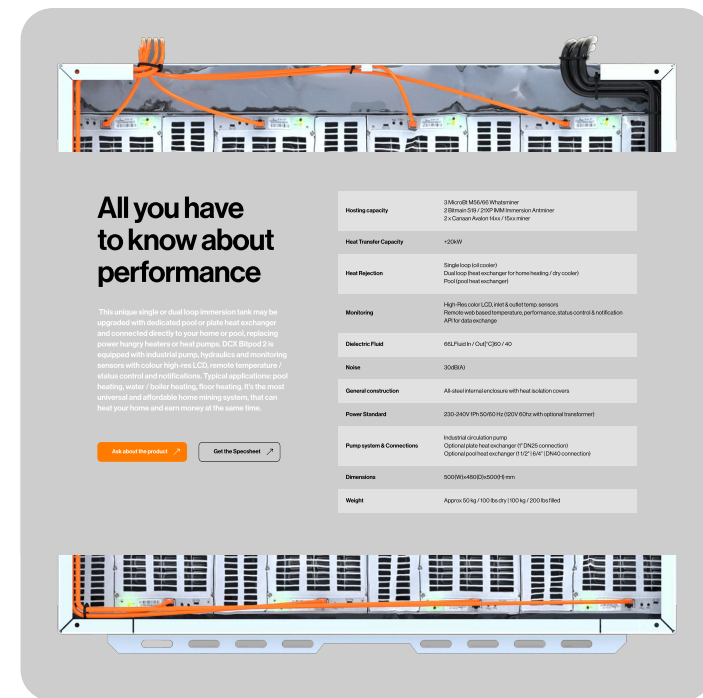 All you have
to know about
performance
This unique single or dual loop immersion tank may be
upgraded with dedicated pool or plate heat exchanger
and connected directly to your home or pool, replacing
power hungry heaters or heat pumps. DCX Bitpod 2 is
equipped with industrial pump, hydraulics and monitoring
sensors with colour high-res LCD, remote temperature /
status control and notifications. Typical applications: pool
heating, water / boiler heating, floor heating. It's the most
universal and affordable home mining system, that can
heat your home and earn money at the same time.
Ask about the product
Get the Specsheet
Hosting capacity
3 MicroBt M56/66 Whatsminer
2 Bitmain S19 / 21XP IMM Immersion Antminer
2 x Canaan Avalon 14xx / 15xx miner
Heat Transfer Capacity
+20kW
Heat Rejection
Single loop (oil cooler)
Dual loop (heat exchanger for home heating / dry cooler)
Pool (pool heat exchanger)
Monitoring
High-Res color LCD, inlet & outlet temp. sensors
Remote web based temperature, performance, status control & notification
API for data exchange
Dielectric Fluid
65LFluid In / Out[°C]60 / 40
Noise
30dB(A)
General construction
All-steel internal enclosure with heat isolation covers
Power Standard
230-240V 1Ph 50/60 Hz (120V 60hz with optional transformer)
Pump system & Connections
Industrial circulation pump
Optional plate heat exchanger (1" DN25 connection)
Optional pool heat exchanger (1 1/2" | 6/4" | DN40 connection)
Dimensions
500(W)x450(D)x500(H) mm
Weight
Approx 50 kg / 100 lbs dry | 100 kg / 200 lbs filled